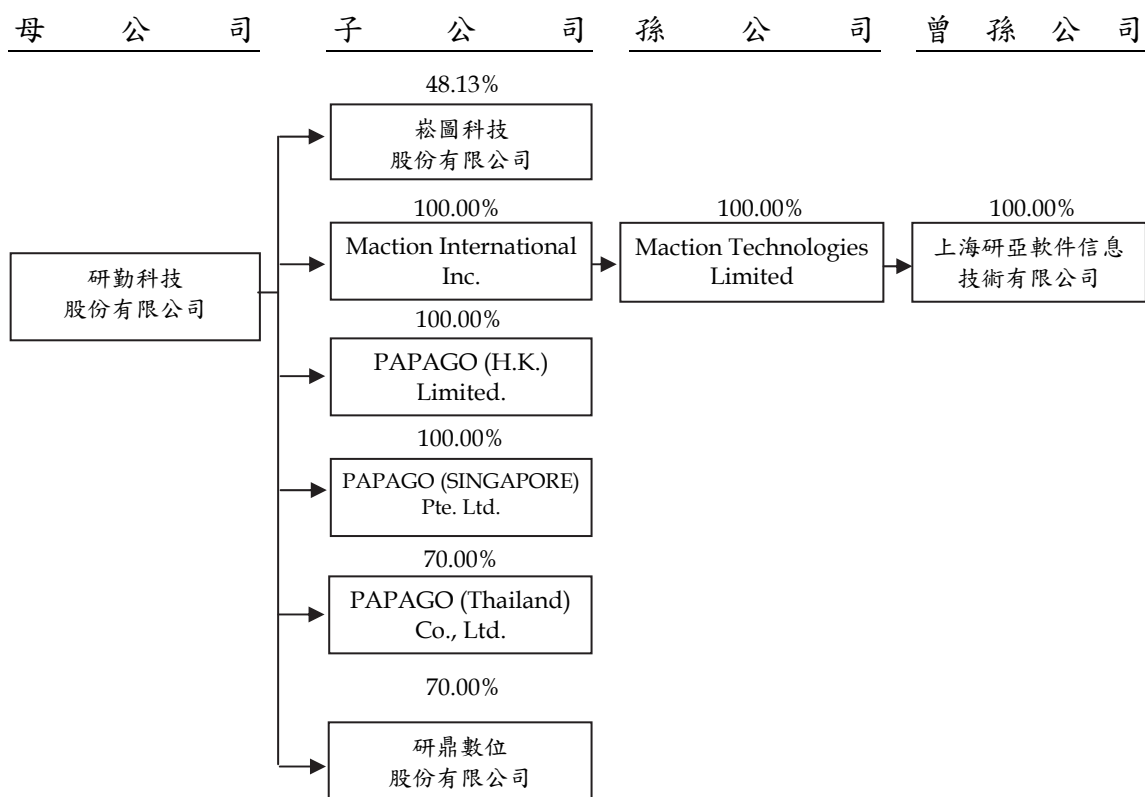 母公司 子公司 孫公司 曾孫公司
48.13%
崧圖科技
股份有限公司
100.00% 100.00% 100.00%
研勤科技
股份有限公司
Maction International
Inc.
Maction Technologies
Limited
上海研亞軟件信息
技術有限公司
100.00%
PAPAGO (H.K.)
Limited.
100.00%
PAPAGO (SINGAPORE)
Pte. Ltd.
70.00%
PAPAGO (Thailand)
Co., Ltd.
70.00%
研鼎數位
股份有限公司